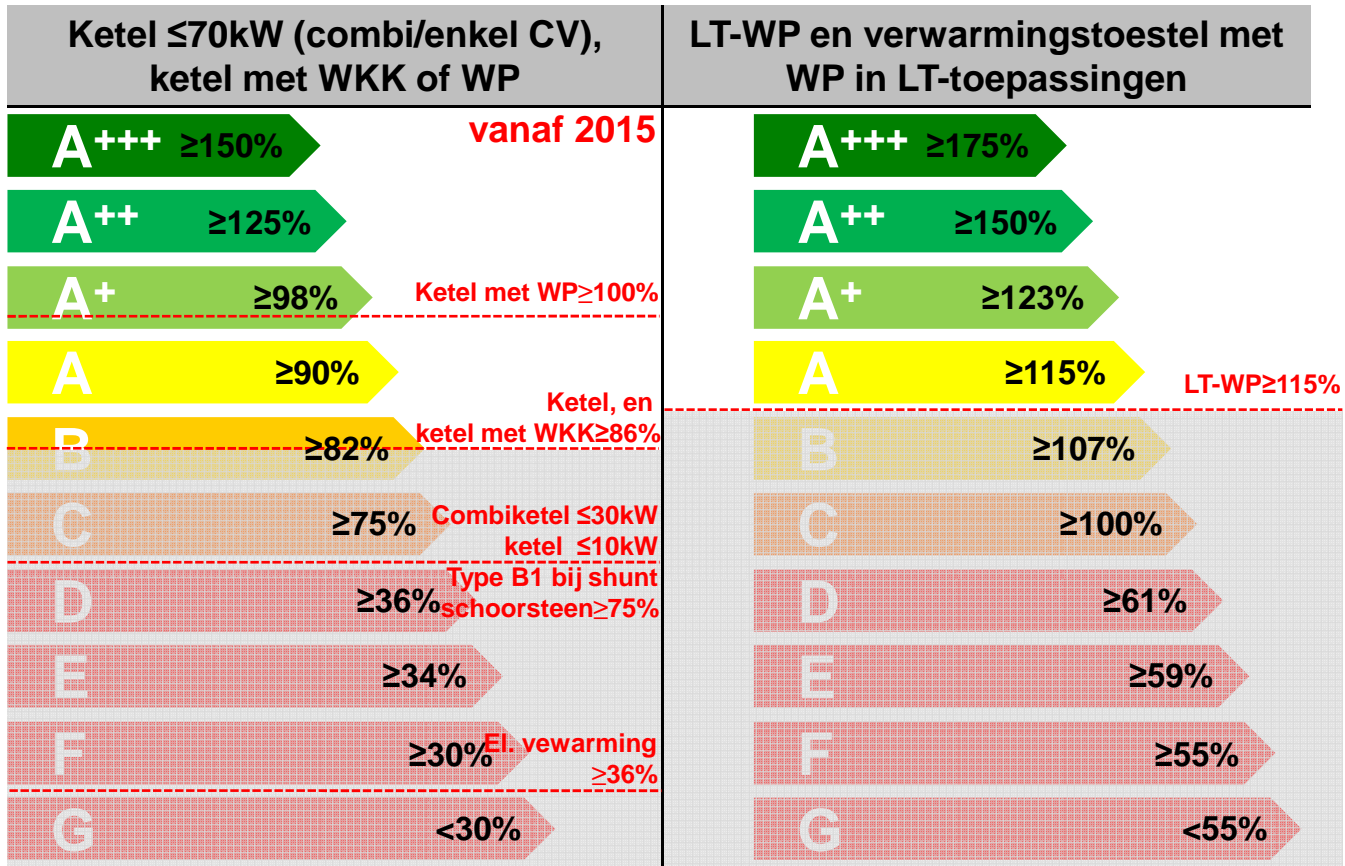 Ketel ≤70kW (combi/enkel CV),
ketel met WKK of WP
vanaf 2015
A+++ ≥150%
A++ ≥125%
A+ ≥98%
Ketel met WP≥100%
A ≥90%
Ketel, en
ketel met WKK≥86%
B ≥82%
C ≥75%
Combiketel ≤30kW
ketel ≤10kW
Type B1 bij shunt
schoorsteen≥75%
D ≥36%
E ≥34%
F ≥30%
El. vewarming
≥36%
G <30%
LT-WP en verwarmingstoestel met
WP in LT-toepassingen
A+++ ≥175%
A++ ≥150%
A+ ≥123%
A ≥115%
LT-WP≥115%
B ≥107%
C ≥100%
D ≥61%
E ≥59%
F ≥55%
G <55%